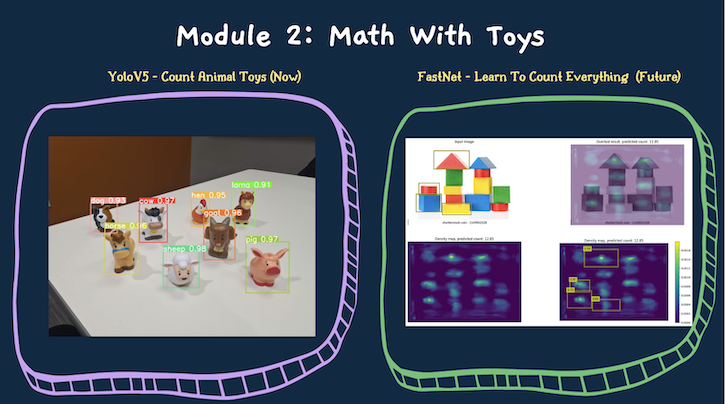 Module 2: Math With Toys
YoloV5 - Count Animal Toys (Now)
FastNet - Learn To Count Everything (Future)
dog 0.93
cow 0.97
hen 0.95
lama 0.91
horse 0.96
goat 0.96
sheep 0.98
pig 0.97
Input image
Overlaid result, predicted count: 12.85
Density map, predicted count: 12.85
Density map, predicted count: 12.85